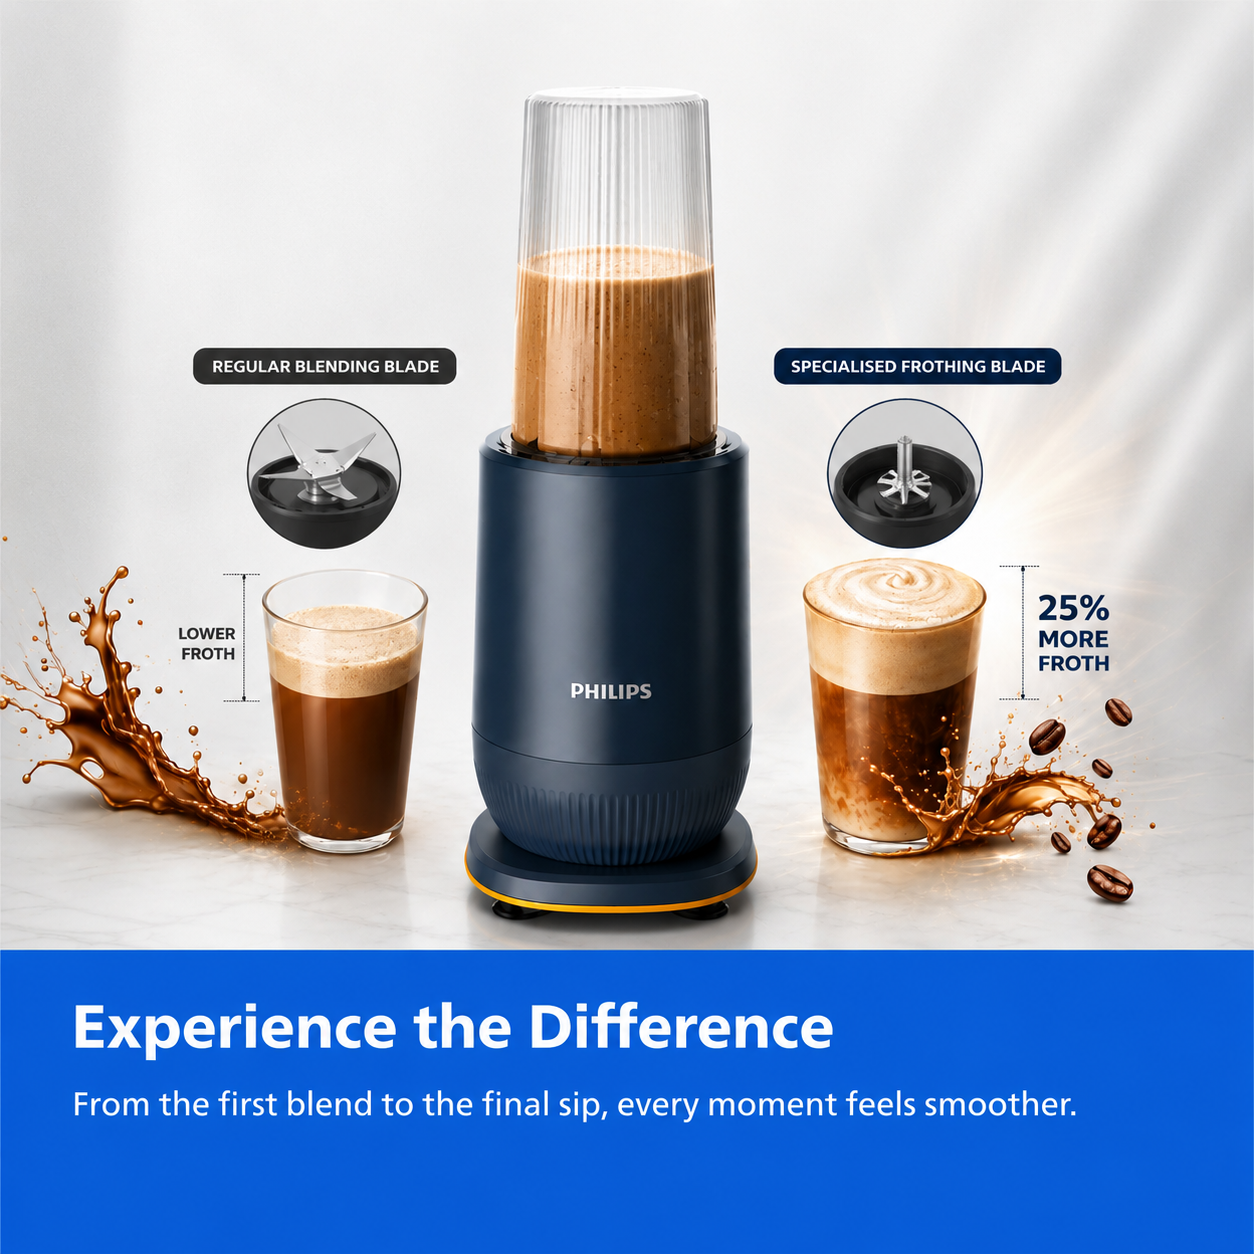 REGULAR BLENDING BLADE
SPECIALISED FROTHING BLADE
LOWER
FROTH
25%
MORE
FROTH
PHILIPS
Experience the Difference
From the first blend to the final sip, every moment feels smoother.